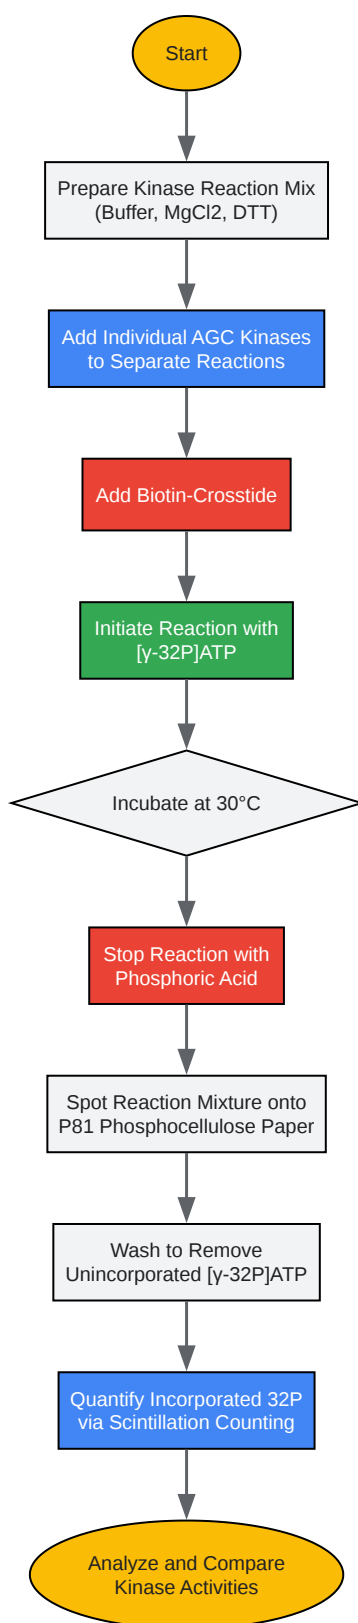 Start
Prepare Kinase Reaction Mix
(Buffer, MgCl2, DTT)
Add Individual AGC Kinases
to Separate Reactions
Add Biotin-Crosstide
Initiate Reaction with
[γ-32P]ATP
Incubate at 30°C
Stop Reaction with
Phosphoric Acid
Spot Reaction Mixture onto
P81 Phosphocellulose Paper
Wash to Remove
Unincorporated [γ-32P]ATP
Quantify Incorporated 32P
via Scintillation Counting
Analyze and Compare
Kinase Activities